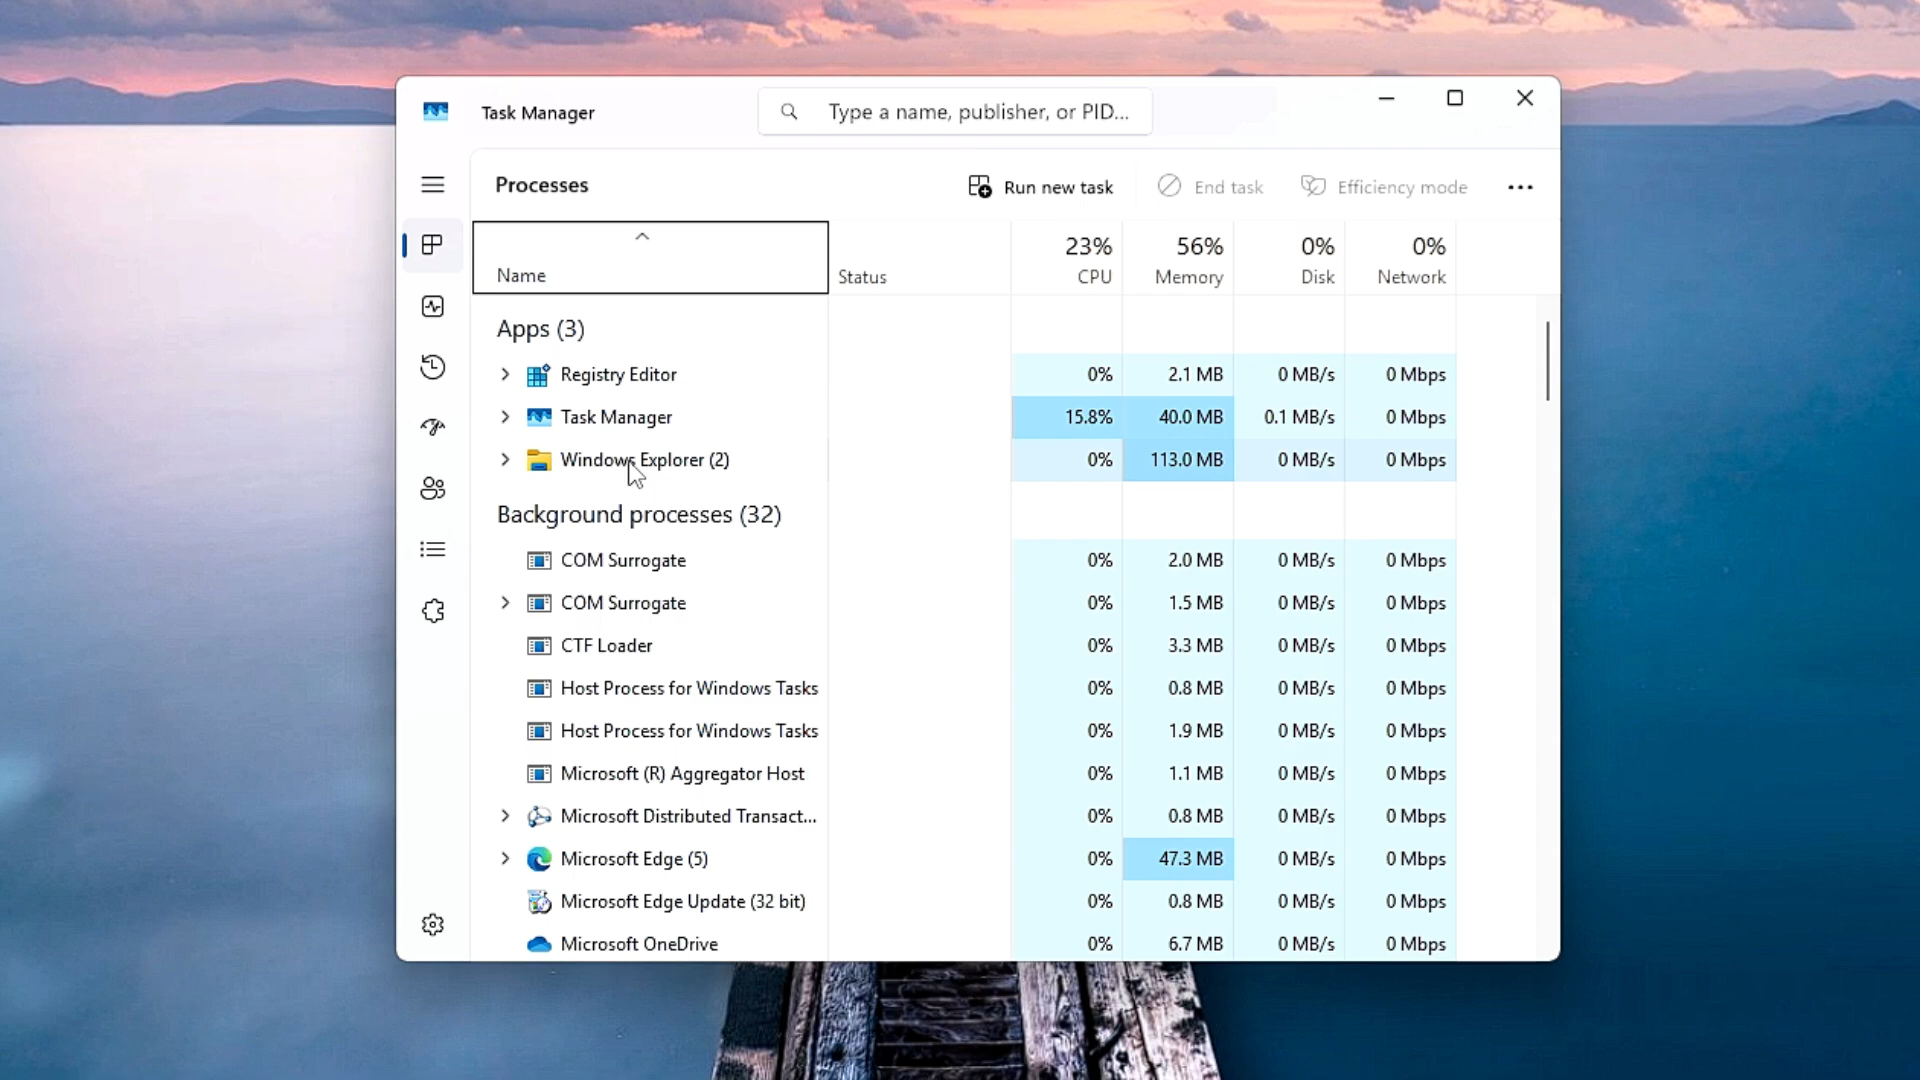 Task Manager
Type a name, publisher, or PID...
Processes
Run new task
End task
Efficiency mode
Name
Status
23%
CPU
56%
Memory
0%
Disk
0%
Network
Apps (3)
Registry Editor 0% 2.1 MB 0 MB/s 0 Mbps
Task Manager 15.8% 40.0 MB 0.1 MB/s 0 Mbps
Windows Explorer (2) 0% 113.0 MB 0 MB/s 0 Mbps
Background processes (32)
COM Surrogate 0% 2.0 MB 0 MB/s 0 Mbps
COM Surrogate 0% 1.5 MB 0 MB/s 0 Mbps
CTF Loader 0% 3.3 MB 0 MB/s 0 Mbps
Host Process for Windows Tasks 0% 0.8 MB 0 MB/s 0 Mbps
Host Process for Windows Tasks 0% 1.9 MB 0 MB/s 0 Mbps
Microsoft (R) Aggregator Host 0% 1.1 MB 0 MB/s 0 Mbps
Microsoft Distributed Transact... 0% 0.8 MB 0 MB/s 0 Mbps
Microsoft Edge (5) 0% 47.3 MB 0 MB/s 0 Mbps
Microsoft Edge Update (32 bit) 0% 0.8 MB 0 MB/s 0 Mbps
Microsoft OneDrive 0% 6.7 MB 0 MB/s 0 Mbps